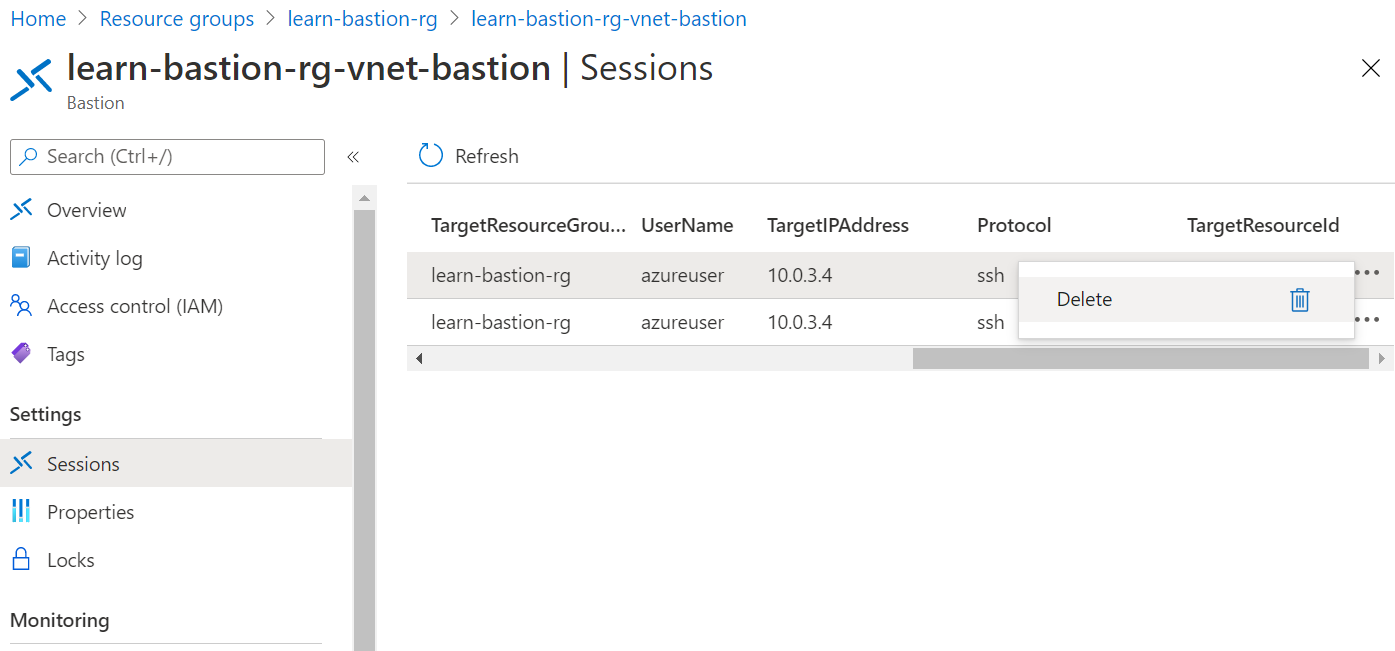 Home > Resource groups > learn-bastion-rg > learn-bastion-rg-vnet-bastion
learn-bastion-rg-vnet-bastion | Sessions
Bastion
Search (Ctrl+/)
«
Overview
Activity log
Access control (IAM)
Tags
Settings
Sessions
Properties
Locks
Monitoring
Refresh
TargetResourceGrou... UserName TargetIPAddress Protocol TargetResourceId
learn-bastion-rg azureuser 10.0.3.4 ssh
learn-bastion-rg azureuser 10.0.3.4 ssh
Delete